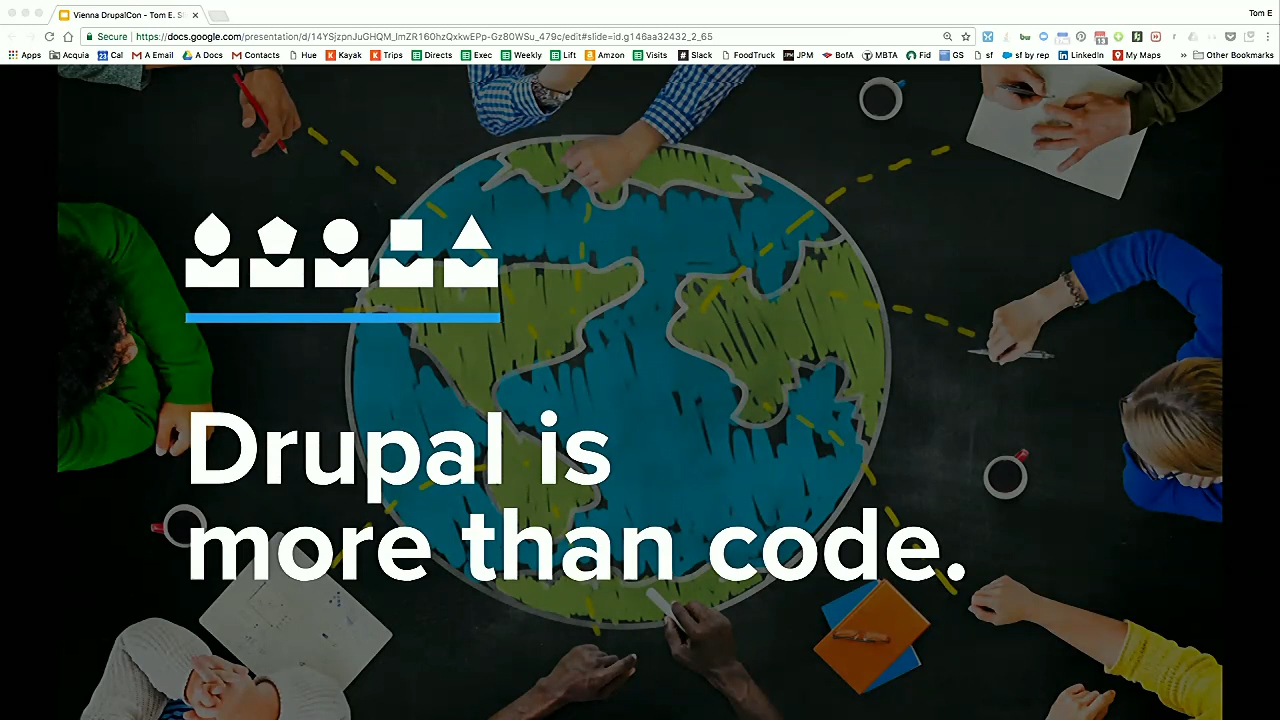 Vienna DrupalCon - Tom E. Sl
Tom E
Secure
https://docs.google.com/presentation/d/14YSjzpnJuGHQM_lmZR160hzQxkwEPp-Gz80WSu_479c/edit#slide=id.g146aa32432_2_65
Apps Acquia Cal A Email A Docs Contacts Hue Kayak Trips Directs Exec Weekly Lift Amzon Visits Slack FoodTruck JPM BofA MBTA Fid GS sf sf by rep LinkedIn My Maps » Other Bookmarks
Drupal is
more than code.